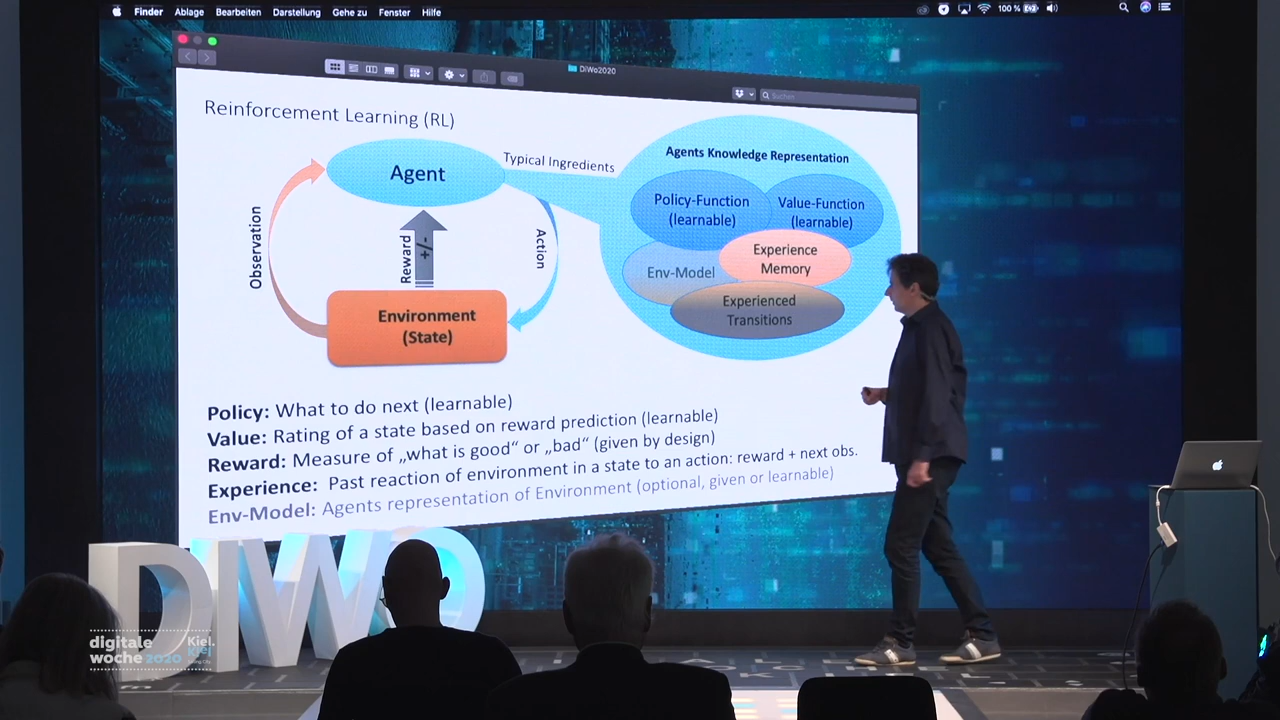 Finder Ablage Bearbeiten Darstellung Gehe zu Fenster Hilfe
100 %
DiWo2020
Suchen
Reinforcement Learning (RL)
Agent
Typical Ingredients
Agents Knowledge Representation
Policy-Function
(learnable)
Value-Function
(learnable)
Experience
Memory
Env-Model
Experienced
Transitions
Observation
Reward
+/-
Action
Environment
(State)
Policy: What to do next (learnable)
Value: Rating of a state based on reward prediction (learnable)
Reward: Measure of „what is good“ or „bad“ (given by design)
Experience: Past reaction of environment in a state to an action: reward + next obs.
Env-Model: Agents representation of Environment (optional, given or learnable)
DiWO
digitale
woche 2020
Kiel.